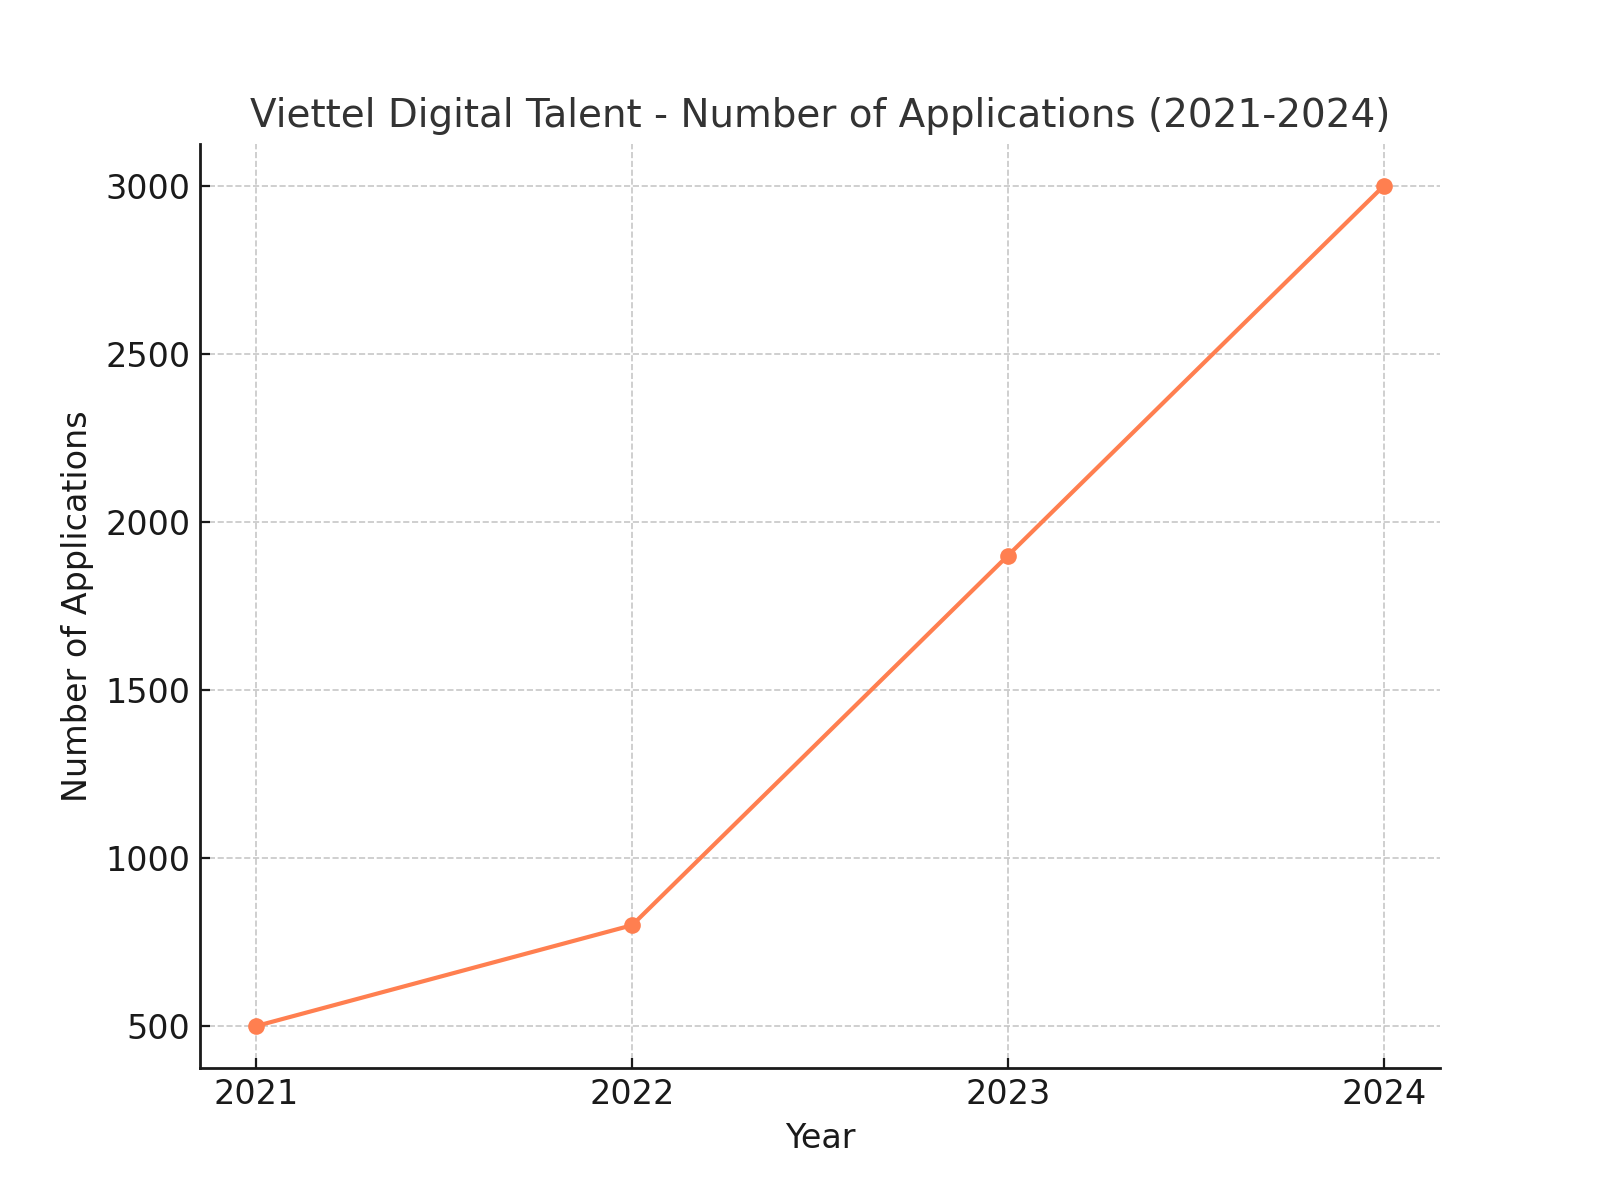 Viettel Digital Talent - Number of Applications (2021-2024)
3000
2500
2000
1500
1000
500
Number of Applications
2021 2022 2023 2024
Year